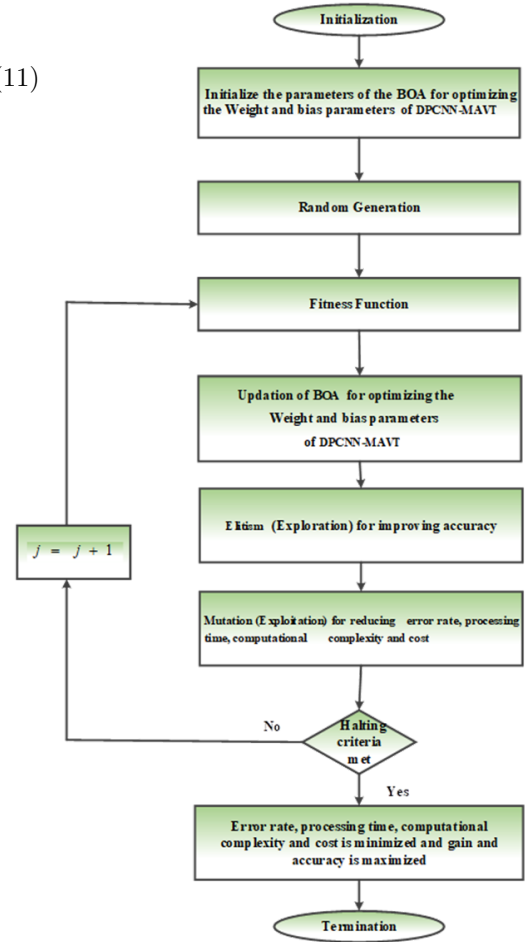 Initialization
(11)
Initialize the parameters of the BOA for optimizing
the Weight and bias parameters of DPCNN-MAVT
Random Generation
Fitness Function
Updation of BOA for optimizing the
Weight and bias parameters
of DPCNN-MAVT
Elitism (Exploration) for improving accuracy
j = j + 1
Mutation (Exploitation) for reducing error rate, processing
time, computational complexity and cost
No
Halting
criteria
met
Yes
Error rate, processing time, computational
complexity and cost is minimized and gain and
accuracy is maximized
Termination